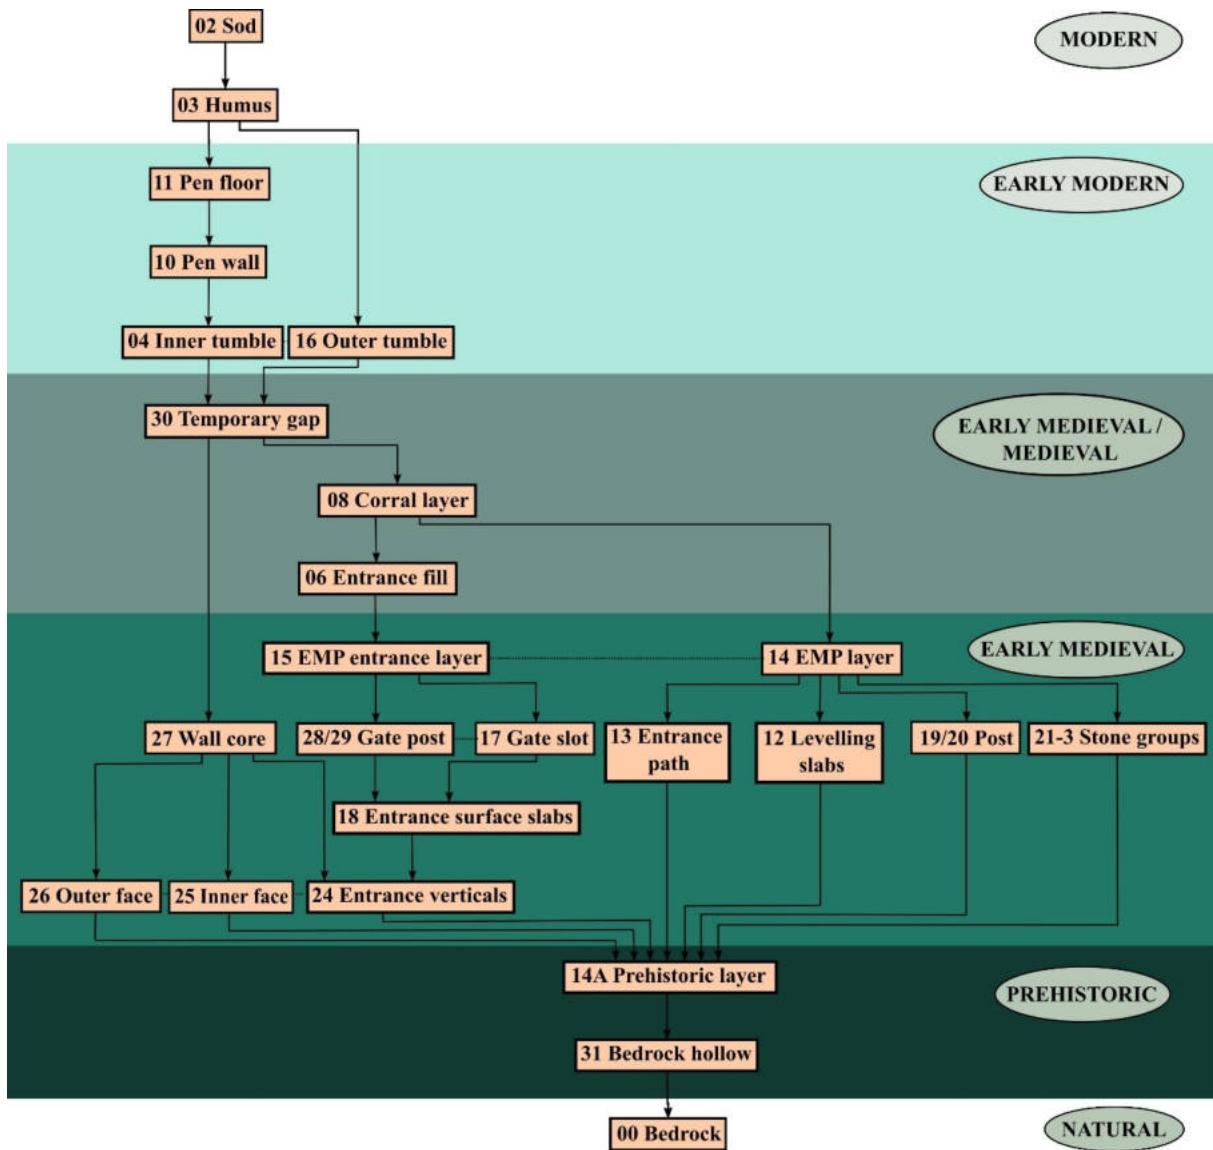 02 Sod
MODERN
03 Humus
11 Pen floor
EARLY MODERN
10 Pen wall
04 Inner tumble
16 Outer tumble
30 Temporary gap
EARLY MEDIEVAL /
MEDIEVAL
08 Corral layer
06 Entrance fill
15 EMP entrance layer
14 EMP layer
EARLY MEDIEVAL
27 Wall core
28/29 Gate post
17 Gate slot
13 Entrance
path
12 Levelling
slabs
19/20 Post
21-3 Stone groups
18 Entrance surface slabs
26 Outer face
25 Inner face
24 Entrance verticals
14A Prehistoric layer
PREHISTORIC
31 Bedrock hollow
00 Bedrock
NATURAL